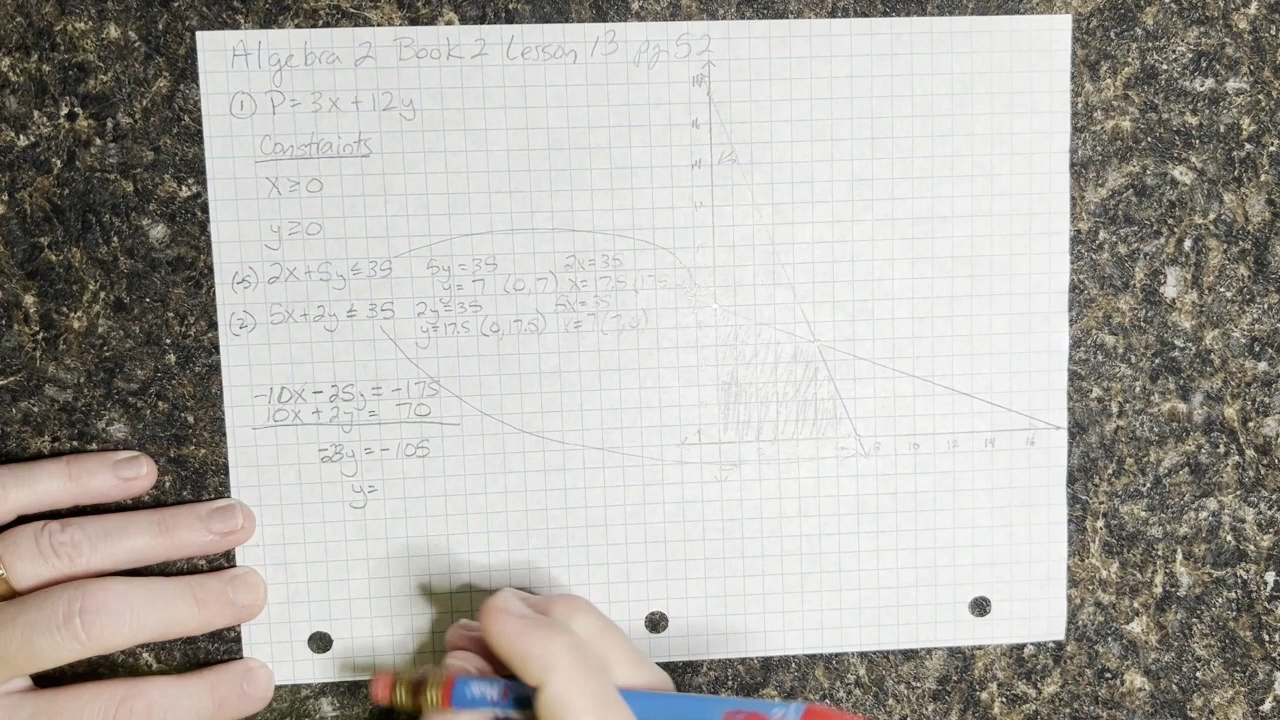 Algebra 2 Book 2 Lesson 13 pg 52
① P = 3x + 12y
Constraints
x ≥ 0
y ≥ 0
(-5) 2x + 5y ≤ 35 5y = 35 2x = 35
y = 7 (0, 7) x = 17.5 (17.5
(2) 5x + 2y ≤ 35 2y = 35 5x = 35
y = 17.5 (0, 17.5) x = 7 (7, 0)
-10x - 25y = -175
10x + 2y = 70
-23y = -105
y =
16
14
8 10 12 14 16